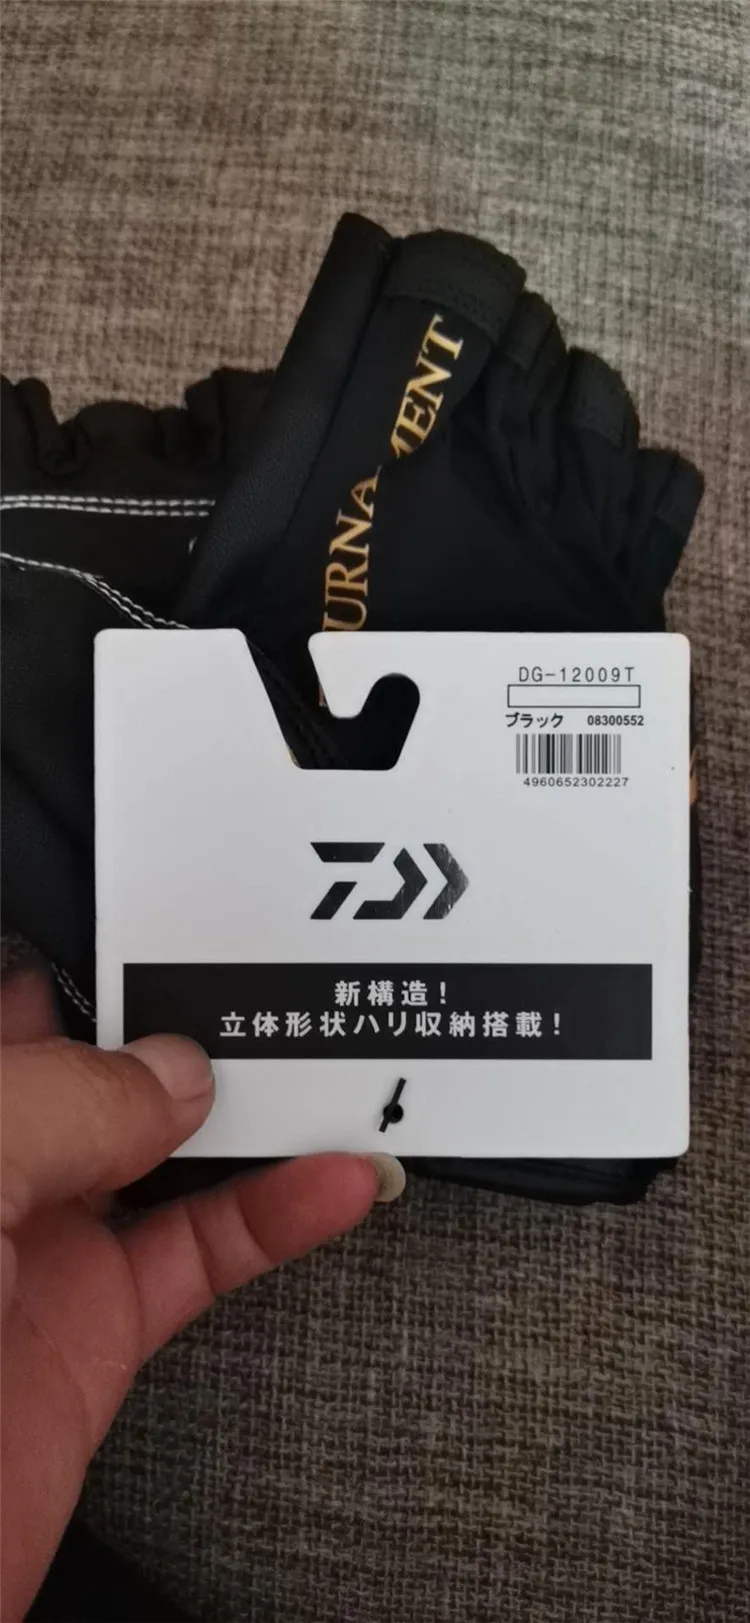 TOURNAMENT
DG-12009T
ブラック 08300552
4960652302227
新構造!
立体形状ハリ収納搭載!